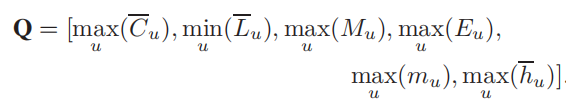 Q = [max_u(C̅_u), min_u(L̅_u), max_u(M_u), max_u(E_u),
max_u(m_u), max_u(h̅_u)].